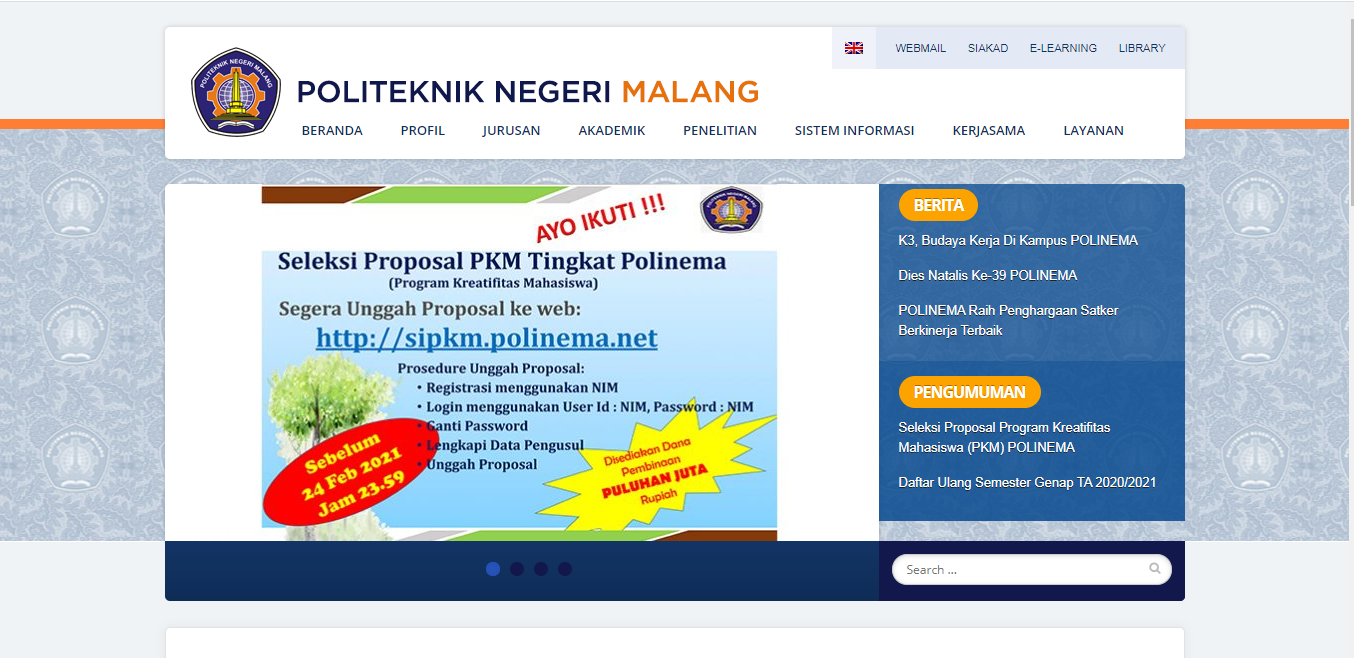 WEBMAIL SIAKAD E-LEARNING LIBRARY
POLITEKNIK NEGERI MALANG
POLITEKNIK NEGERI MALANG
BERANDA PROFIL JURUSAN AKADEMIK PENELITIAN SISTEM INFORMASI KERJASAMA LAYANAN
AYO IKUTI !!!
Seleksi Proposal PKM Tingkat Polinema
(Program Kreatifitas Mahasiswa)
Segera Unggah Proposal ke web:
http://sipkm.polinema.net
Prosedure Unggah Proposal:
• Registrasi menggunakan NIM
• Login menggunakan User Id : NIM, Password : NIM
• Ganti Password
• Lengkapi Data Pengusul
• Unggah Proposal
Sebelum
24 Feb 2021
Jam 23.59
Disediakan Dana
Pembinaan
PULUHAN JUTA
Rupiah
BERITA
K3, Budaya Kerja Di Kampus POLINEMA
Dies Natalis Ke-39 POLINEMA
POLINEMA Raih Penghargaan Satker
Berkinerja Terbaik
PENGUMUMAN
Seleksi Proposal Program Kreatifitas
Mahasiswa (PKM) POLINEMA
Daftar Ulang Semester Genap TA 2020/2021
Search ...